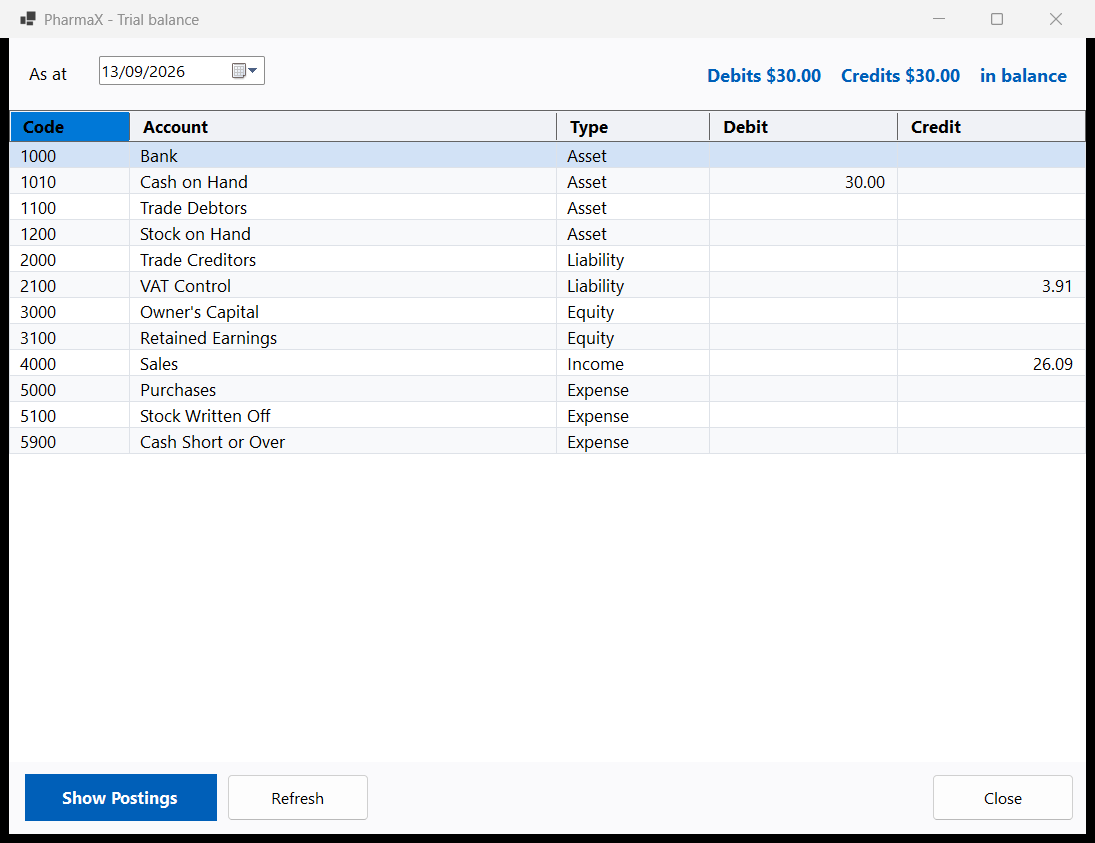 PharmaX - Trial balance
As at 13/09/2026 Debits $30.00 Credits $30.00 in balance
Code Account Type Debit Credit
1000 Bank Asset
1010 Cash on Hand Asset 30.00
1100 Trade Debtors Asset
1200 Stock on Hand Asset
2000 Trade Creditors Liability
2100 VAT Control Liability 3.91
3000 Owner's Capital Equity
3100 Retained Earnings Equity
4000 Sales Income 26.09
5000 Purchases Expense
5100 Stock Written Off Expense
5900 Cash Short or Over Expense
Show Postings Refresh Close